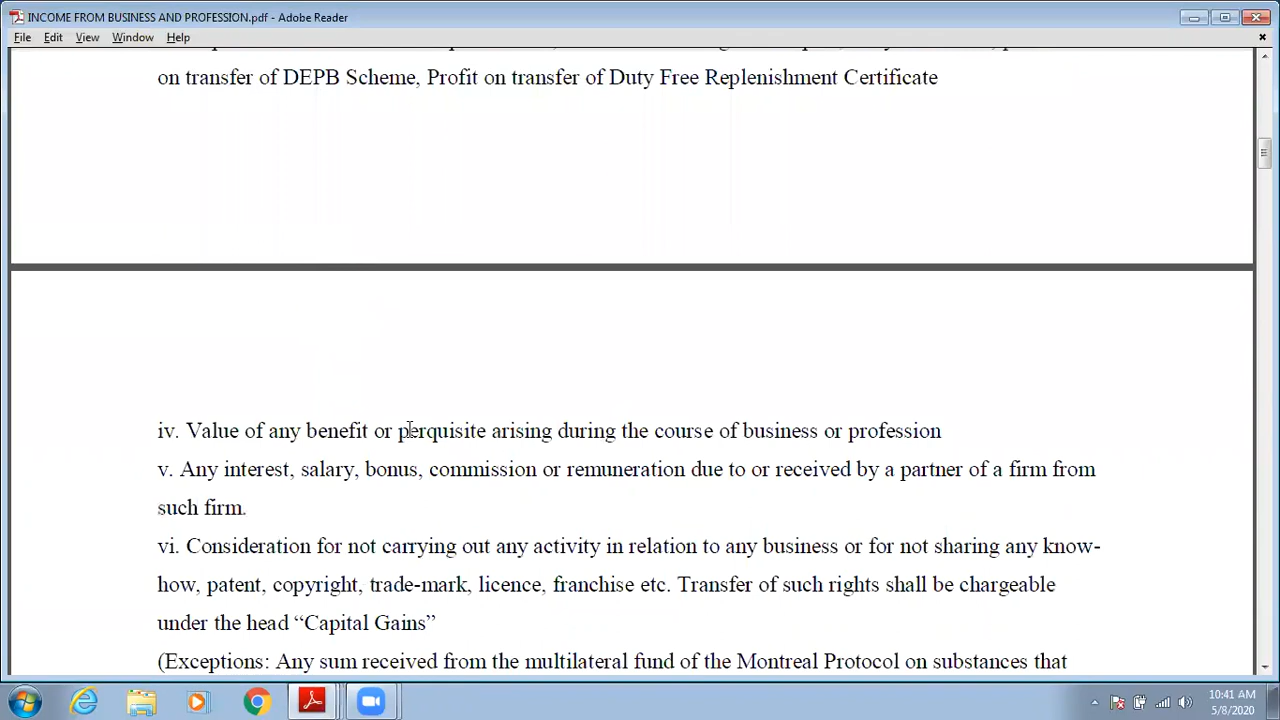 INCOME FROM BUSINESS AND PROFESSION.pdf - Adobe Reader
File Edit View Window Help
on transfer of DEPB Scheme, Profit on transfer of Duty Free Replenishment Certificate
iv. Value of any benefit or perquisite arising during the course of business or profession
v. Any interest, salary, bonus, commission or remuneration due to or received by a partner of a firm from
such firm.
vi. Consideration for not carrying out any activity in relation to any business or for not sharing any know-
how, patent, copyright, trade-mark, licence, franchise etc. Transfer of such rights shall be chargeable
under the head “Capital Gains”
(Exceptions: Any sum received from the multilateral fund of the Montreal Protocol on substances that
10:41 AM
5/8/2020